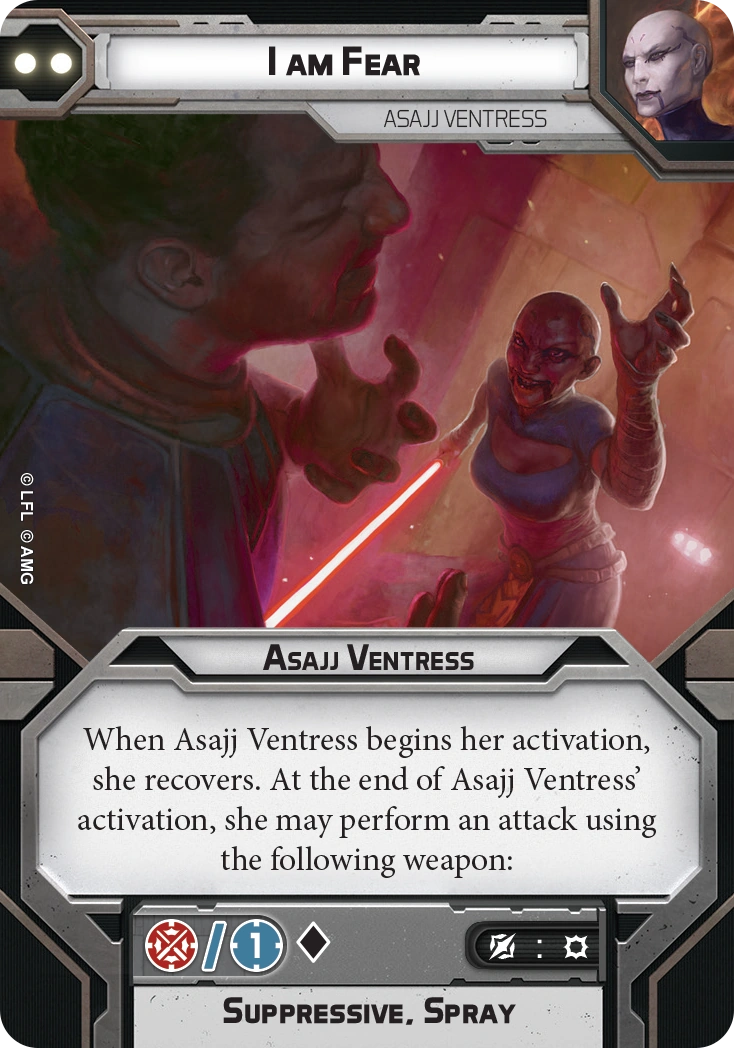 I AM FEAR
ASAJJ VENTRESS
© LFL © AMG
ASAJJ VENTRESS
When Asajj Ventress begins her activation,
she recovers. At the end of Asajj Ventress’
activation, she may perform an attack using
the following weapon:
/ 1 :
SUPPRESSIVE, SPRAY